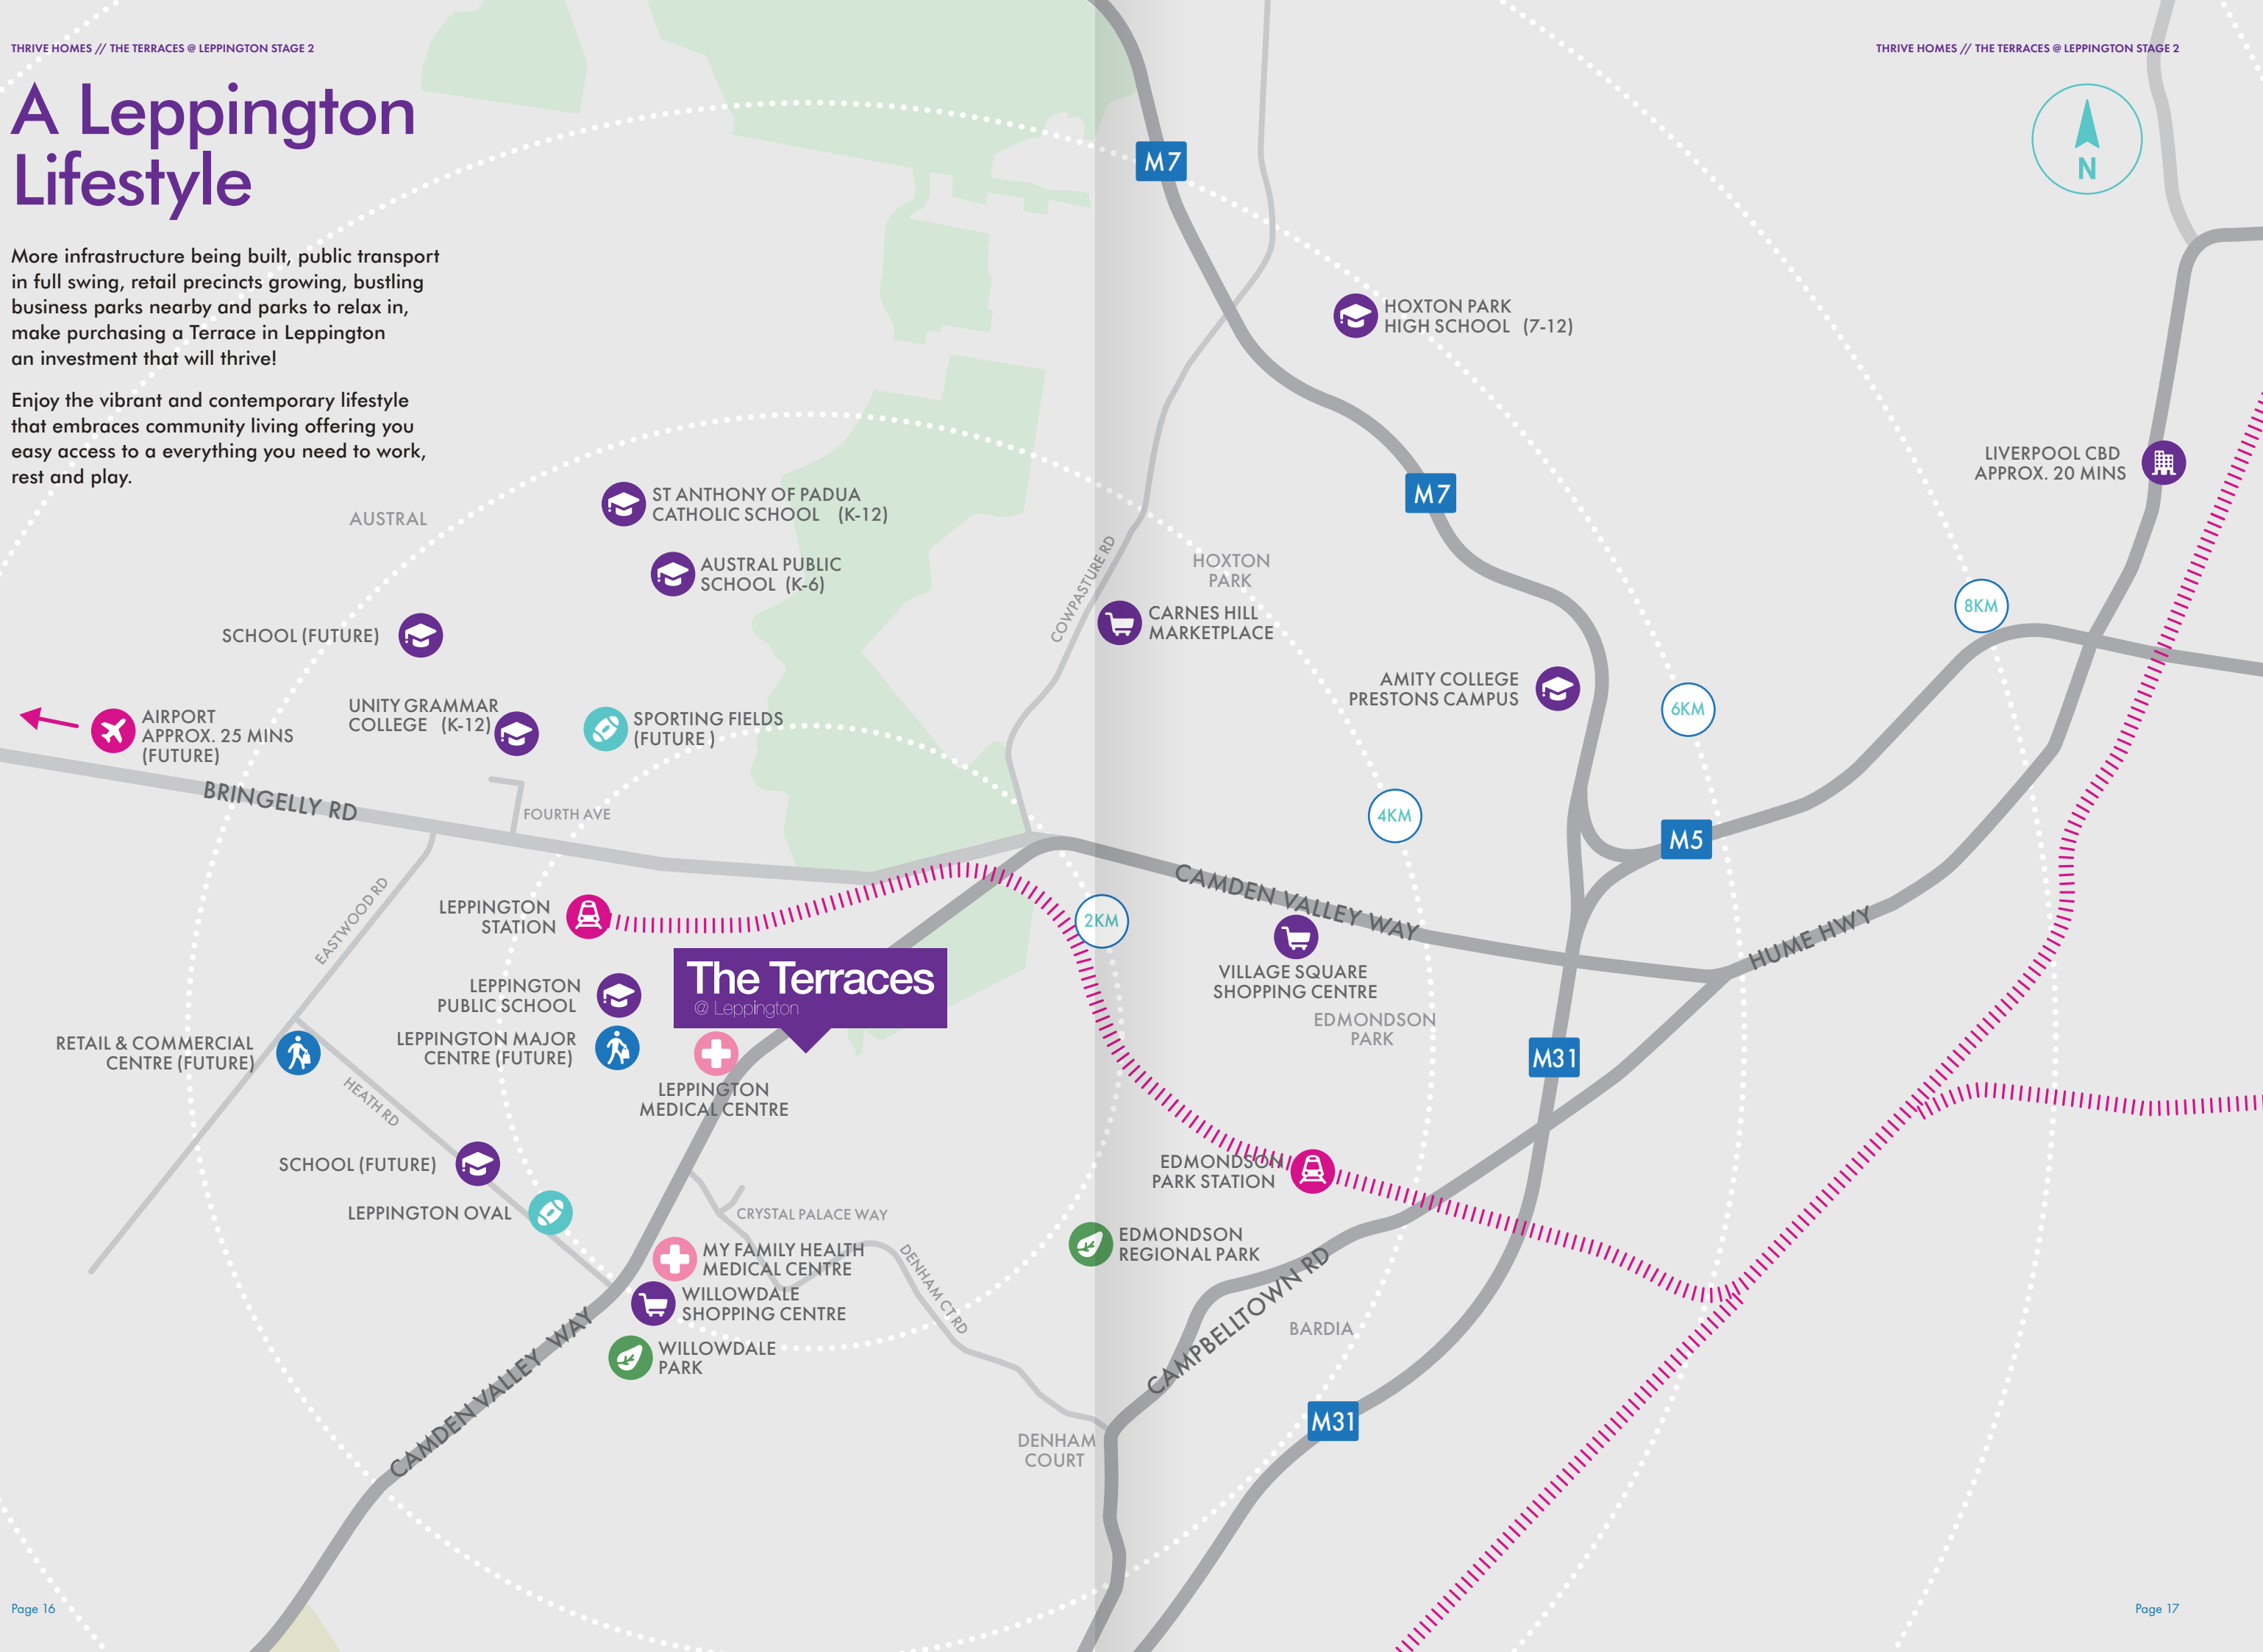 THRIVE HOMES // THE TERRACES @ LEPPINGTON STAGE 2
THRIVE HOMES // THE TERRACES @ LEPPINGTON STAGE 2
A Leppington
Lifestyle
More infrastructure being built, public transport
in full swing, retail precincts growing, bustling
business parks nearby and parks to relax in,
make purchasing a Terrace in Leppington
an investment that will thrive!
Enjoy the vibrant and contemporary lifestyle
that embraces community living offering you
easy access to a everything you need to work,
rest and play.
N
M7
HOXTON PARK
HIGH SCHOOL (7-12)
LIVERPOOL CBD
APPROX. 20 MINS
M7
ST ANTHONY OF PADUA
CATHOLIC SCHOOL (K-12)
AUSTRAL
AUSTRAL PUBLIC
SCHOOL (K-6)
COWPASTURE RD
HOXTON
PARK
CARNES HILL
MARKETPLACE
8KM
SCHOOL (FUTURE)
AMITY COLLEGE
PRESTONS CAMPUS
6KM
AIRPORT
APPROX. 25 MINS
(FUTURE)
UNITY GRAMMAR
COLLEGE (K-12)
SPORTING FIELDS
(FUTURE )
BRINGELLY RD
FOURTH AVE
4KM
M5
EASTWOOD RD
LEPPINGTON
STATION
2KM
CAMDEN VALLEY WAY
HUME HWY
VILLAGE SQUARE
SHOPPING CENTRE
The Terraces
@ Leppington
LEPPINGTON
PUBLIC SCHOOL
EDMONDSON
PARK
RETAIL & COMMERCIAL
CENTRE (FUTURE)
LEPPINGTON MAJOR
CENTRE (FUTURE)
M31
LEPPINGTON
MEDICAL CENTRE
HEATH RD
SCHOOL (FUTURE)
EDMONDSON
PARK STATION
LEPPINGTON OVAL
CRYSTAL PALACE WAY
EDMONDSON
REGIONAL PARK
MY FAMILY HEALTH
MEDICAL CENTRE
DENHAM CT RD
WILLOWDALE
SHOPPING CENTRE
CAMPBELLTOWN RD
BARDIA
WILLOWDALE
PARK
CAMDEN VALLEY WAY
M31
DENHAM
COURT
Page 16
Page 17